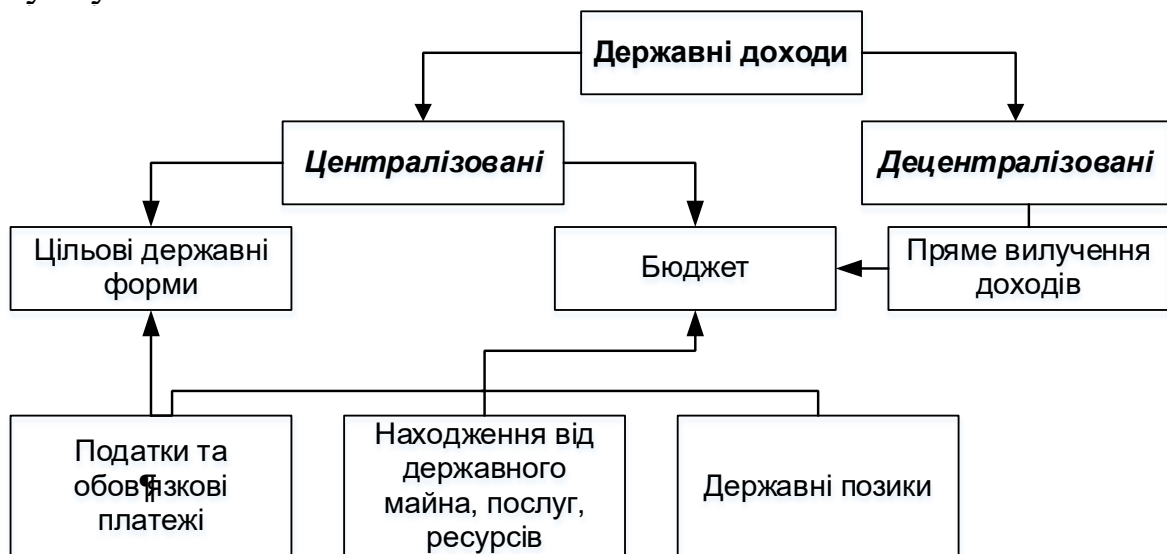 Державні доходи
Централізовані
Децентралізовані
Цільові державні
форми
Бюджет
Пряме вилучення
доходів
Податки та
обов¶язкові
платежі
Находження від
державного
майна, послуг,
ресурсів
Державні позики